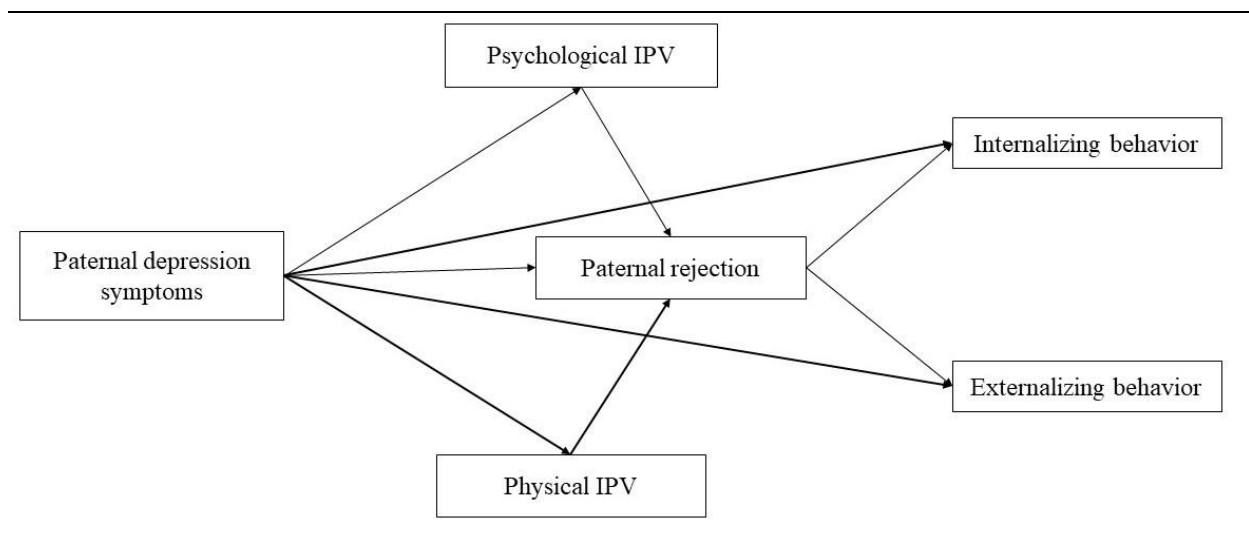 Psychological IPV
Internalizing behavior
Paternal depression
symptoms
Paternal rejection
Externalizing behavior
Physical IPV